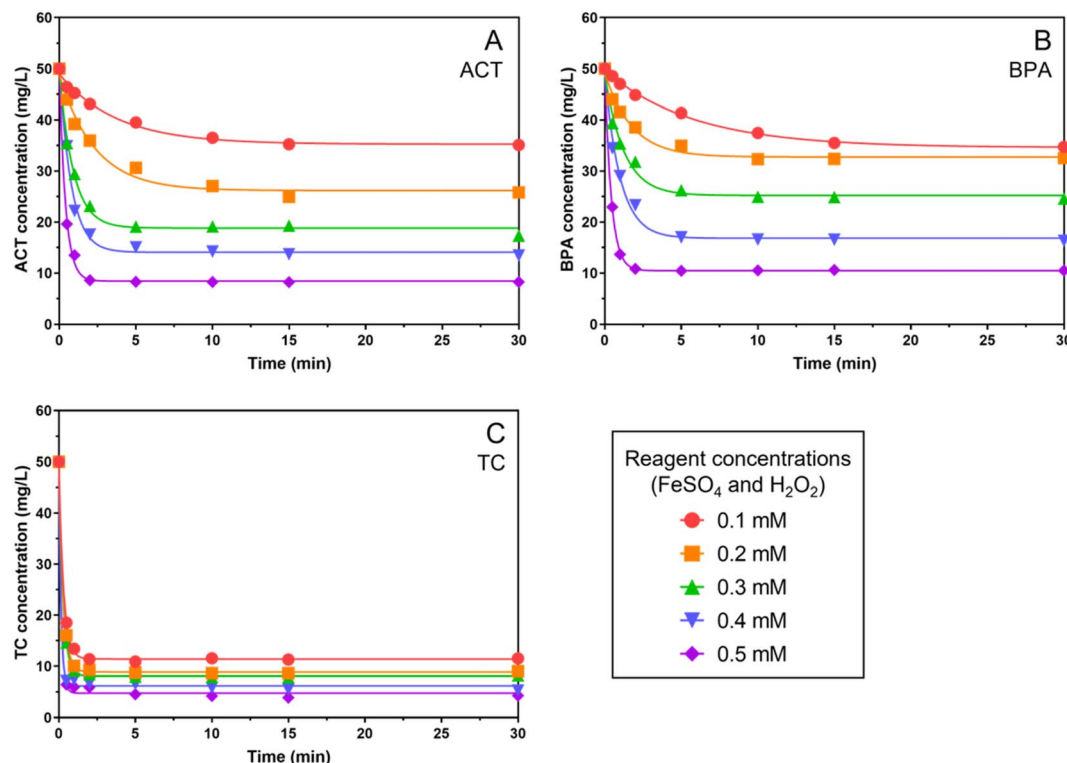 A
ACT
ACT concentration (mg/L)
60
50
40
30
20
10
0
0 5 10 15 20 25 30
Time (min)
B
BPA
BPA concentration (mg/L)
60
50
40
30
20
10
0
0 5 10 15 20 25 30
Time (min)
C
TC
TC concentration (mg/L)
60
50
40
30
20
10
0
0 5 10 15 20 25 30
Time (min)
Reagent concentrations
(FeSO₄ and H₂O₂)
0.1 mM
0.2 mM
0.3 mM
0.4 mM
0.5 mM